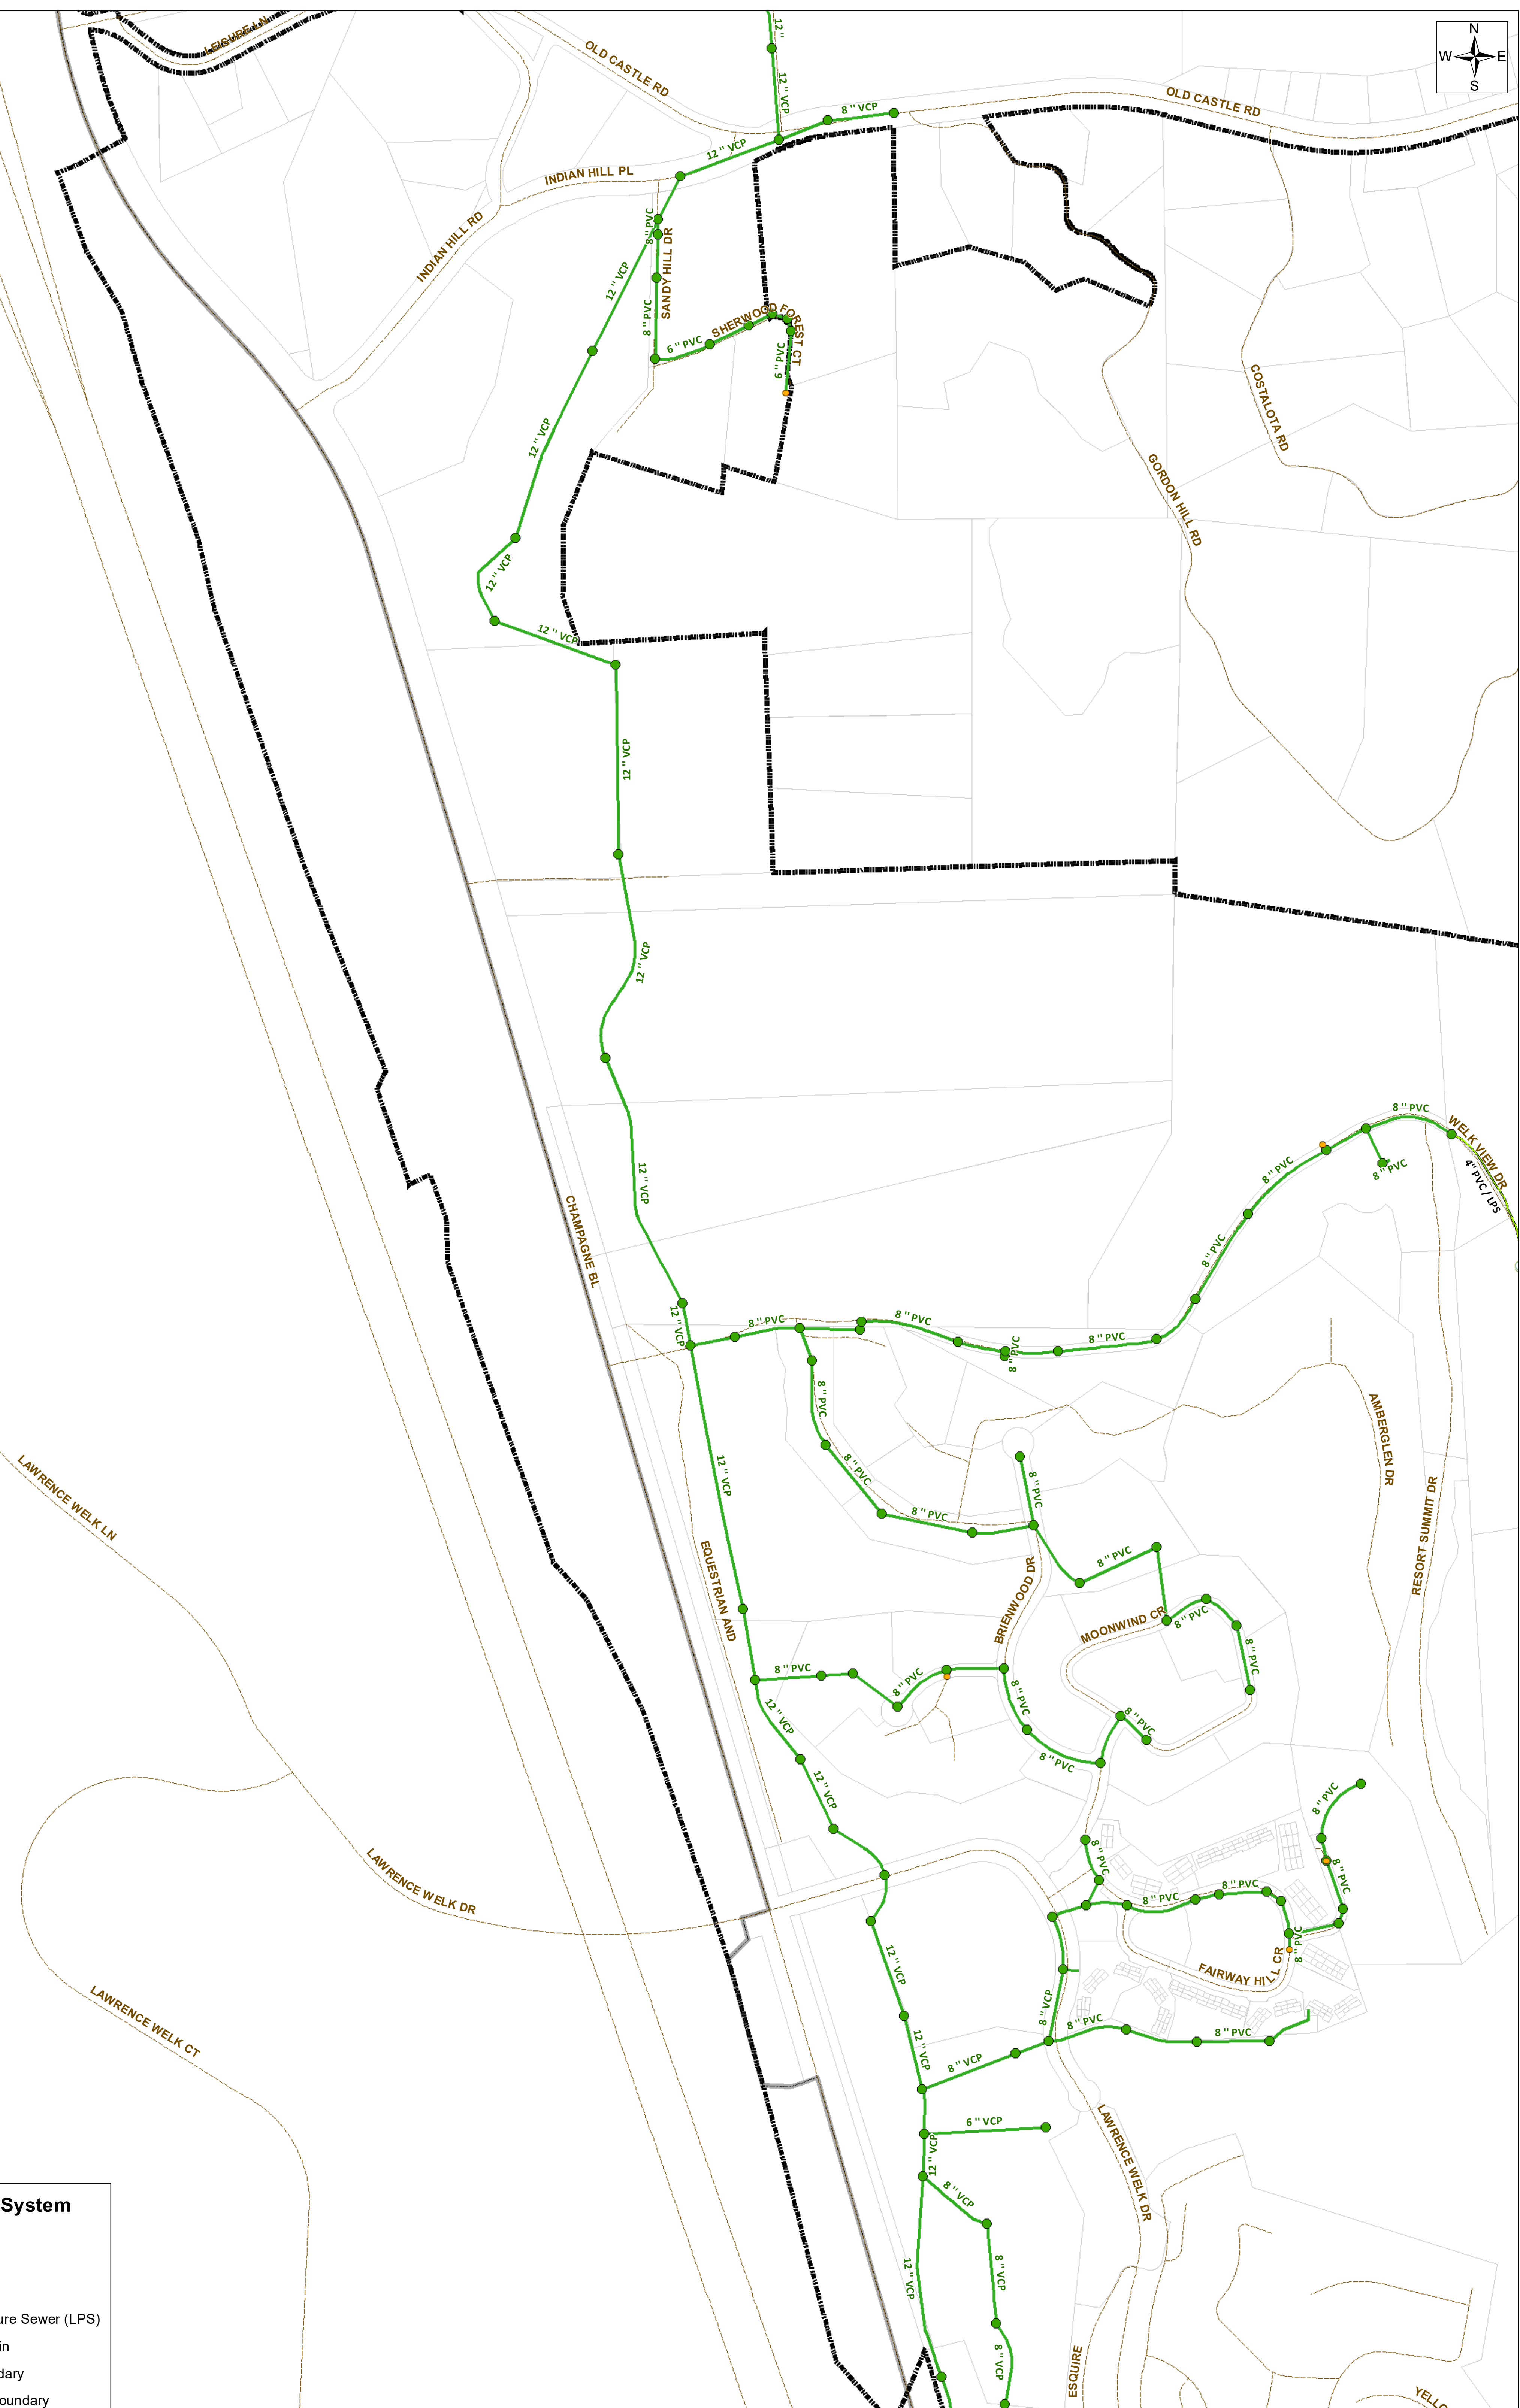 LEISURE LN
OLD CASTLE RD
12 "
12 " VCP
8 " VCP
OLD CASTLE RD
N
W E
S
12 " VCP
INDIAN HILL PL
INDIAN HILL RD
8 " PVC
SANDY HILL DR
12 " VCP
8 " PVC
6 " PVC
SHERWOOD FOREST CT
6 " PVC
COSTALOTA RD
GORDON HILL RD
12 " VCP
12 " VCP
12 " VCP
12 " VCP
12 " VCP
12 " VCP
CHAMPAGNE BL
8 " PVC
WELK VIEW DR
4" PVC / LPS
8 " PVC
8 " PVC
8 " PVC
12 " VCP
8 " PVC
8 " PVC
8 " PVC
8 " PVC
8 " PVC
AMBERGLEN DR
RESORT SUMMIT DR
12 " VCP
8 " PVC
8 " PVC
8 " PVC
8 " PVC
LAWRENCE WELK LN
EQUESTRIAN AND
BRIENWOOD DR
MOONWIND CR
8 " PVC
8 " PVC
8 " PVC
8 " PVC
8 " PVC
8 " PVC
8 " PVC
12 " VCP
12 " VCP
8 " PVC
LAWRENCE WELK DR
8 " PVC
8 " PVC
8 " PVC
8 " PVC
8 " PVC
FAIRWAY HILL CR
12 " VCP
LAWRENCE WELK CT
8 " VCP
8 " PVC
8 " PVC
12 " VCP
8 " VCP
6 " VCP
12 " VCP
LAWRENCE WELK DR
8 " VCP
12 " VCP
8 " VCP
8 " VCP
ESQUIRE
YELLO
System
ure Sewer (LPS)
in
dary
oundary